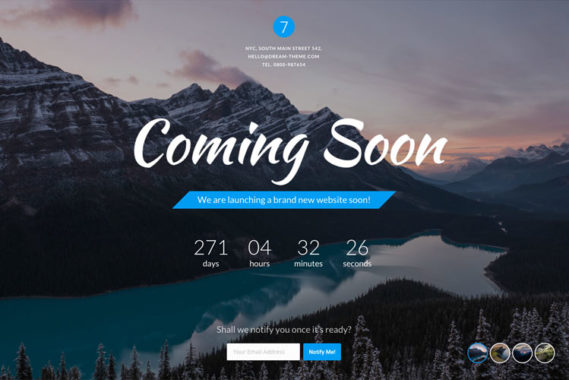 7
NYC, SOUTH MAIN STREET 542,
HELLO@DREAM-THEME.COM
TEL. 0800-987654
Coming Soon
We are launching a brand new website soon!
271 04 32 26
days hours minutes seconds
Shall we notify you once it's ready?
Your Email Address Notify Me!